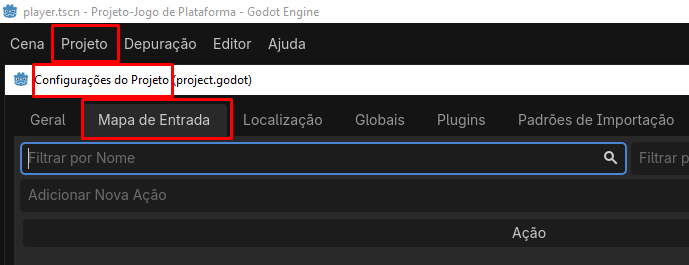 player.tscn - Projeto-Jogo de Plataforma - Godot Engine
Cena Projeto Depuração Editor Ajuda
Configurações do Projeto (project.godot)
Geral Mapa de Entrada Localização Globais Plugins Padrões de Importação
Filtrar por Nome Filtrar p
Adicionar Nova Ação
Ação